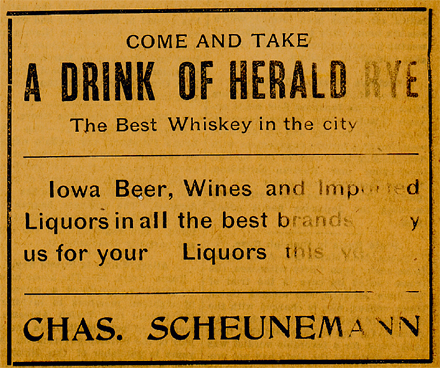 COME AND TAKE
A DRINK OF HERALD RYE
The Best Whiskey in the city
Iowa Beer, Wines and Imported
Liquors in all the best brands
us for your Liquors this
CHAS. SCHEUNEMANN